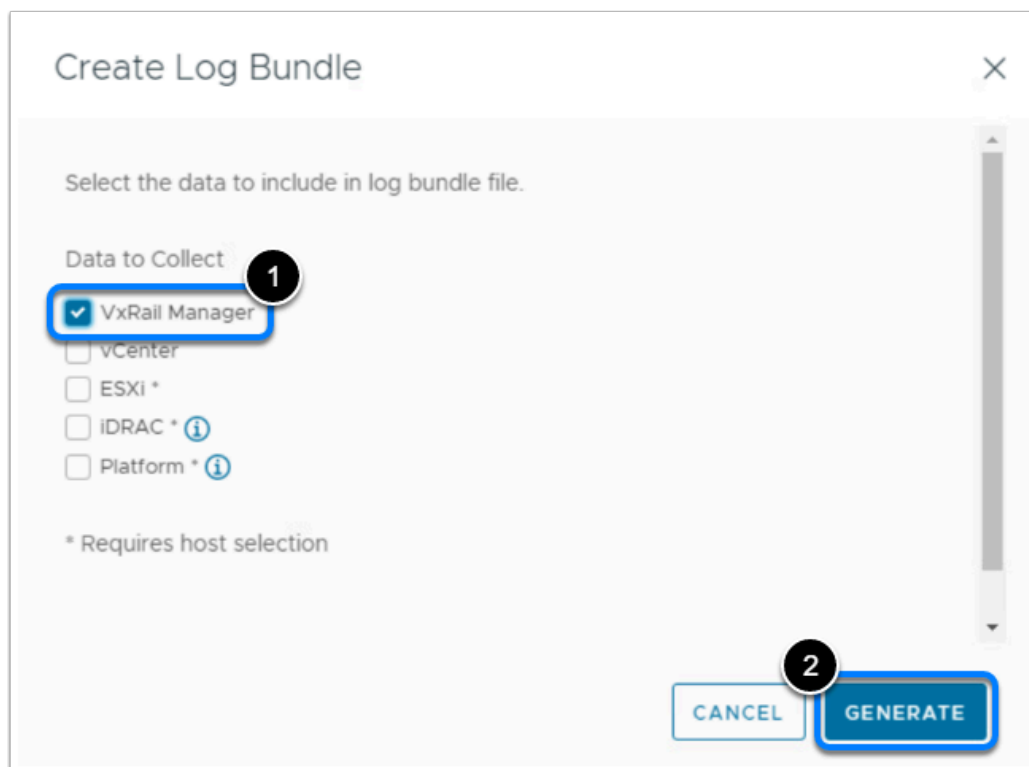 Create Log Bundle
Select the data to include in log bundle file.
Data to Collect
1
VxRail Manager
vCenter
ESXi *
iDRAC *
Platform *
* Requires host selection
2
CANCEL
GENERATE